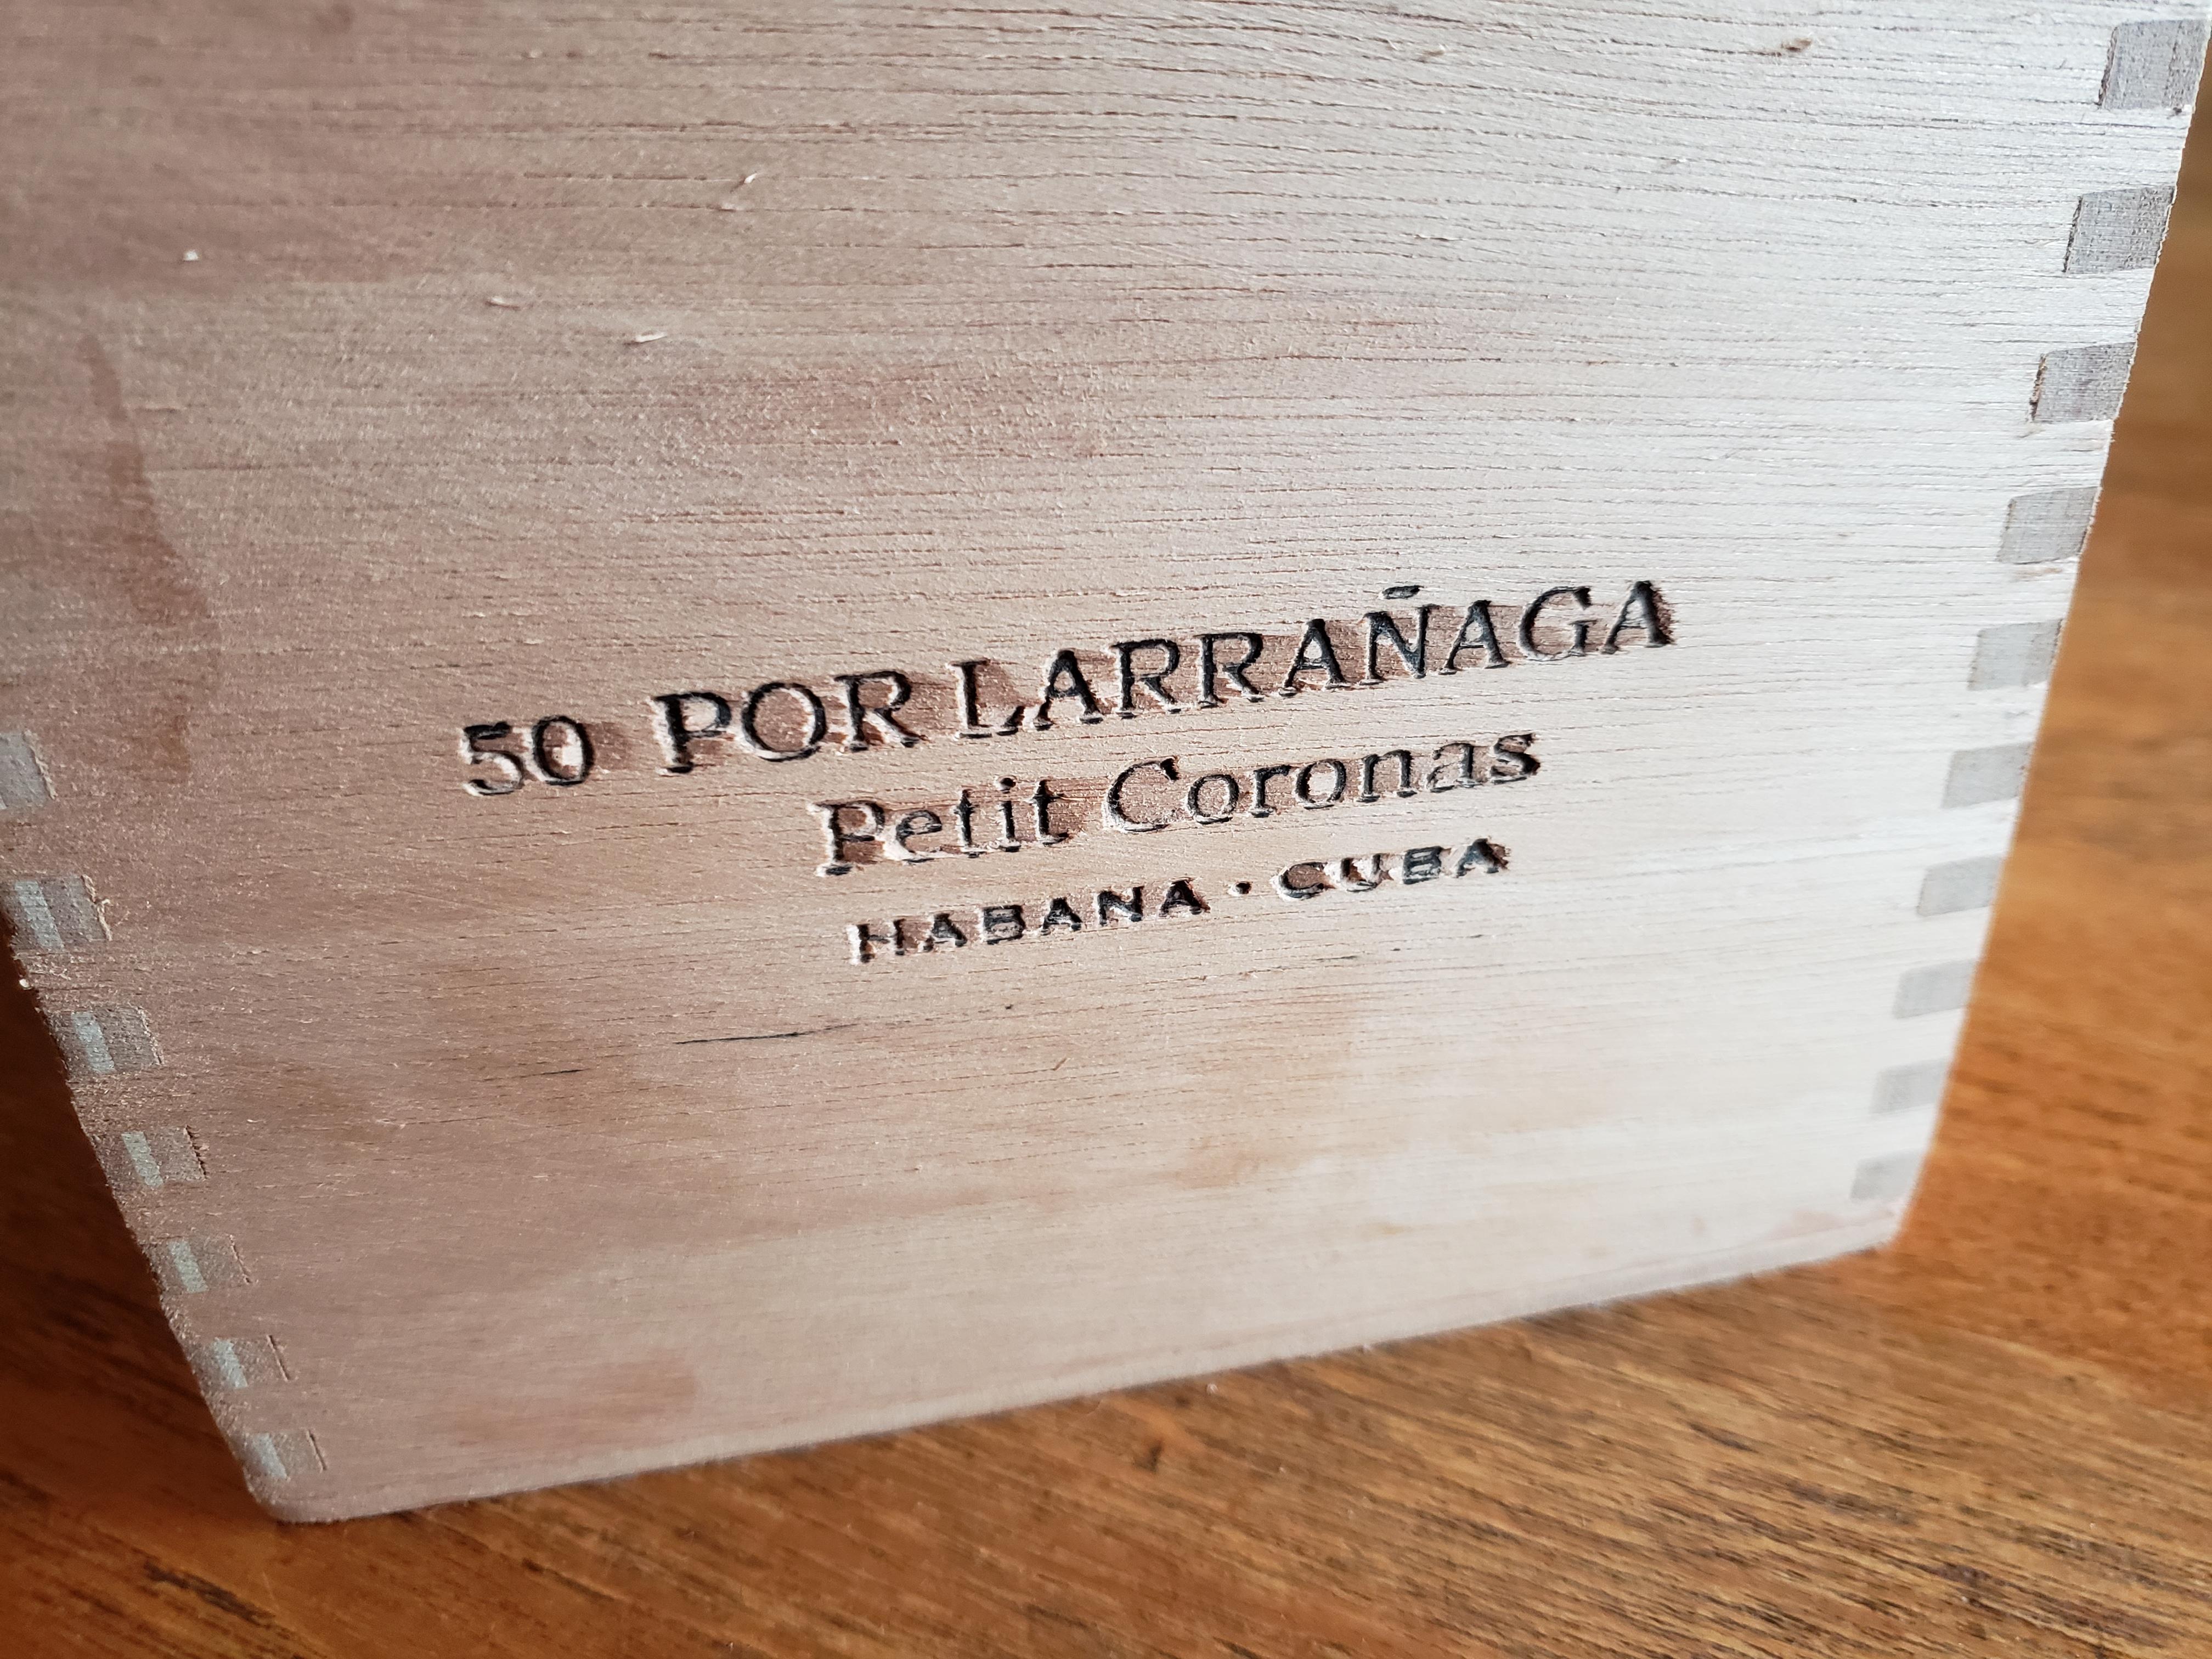 50 POR LARRAÑAGA
Petit Coronas
HABANA · CUBA